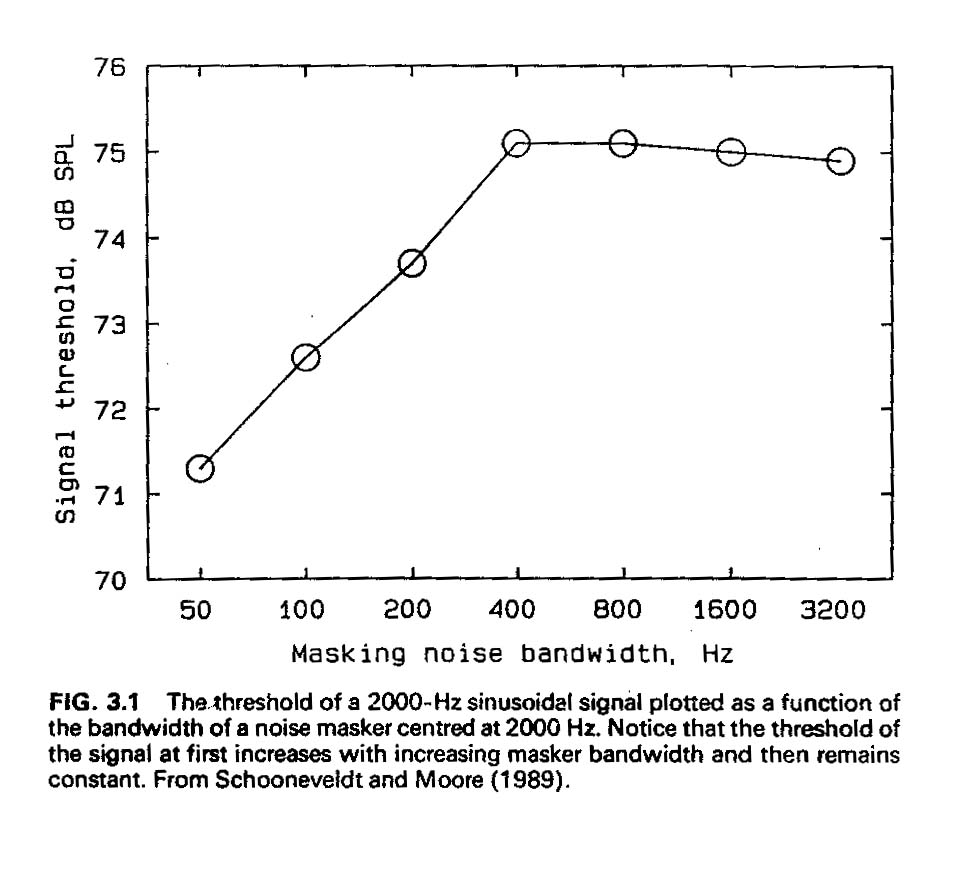 76
75
74
73
72
71
70
Signal threshold, dB SPL
50 100 200 400 800 1600 3200
Masking noise bandwidth, Hz
FIG. 3.1 The threshold of a 2000-Hz sinusoidal signal plotted as a function of
the bandwidth of a noise masker centred at 2000 Hz. Notice that the threshold of
the signal at first increases with increasing masker bandwidth and then remains
constant. From Schooneveldt and Moore (1989).